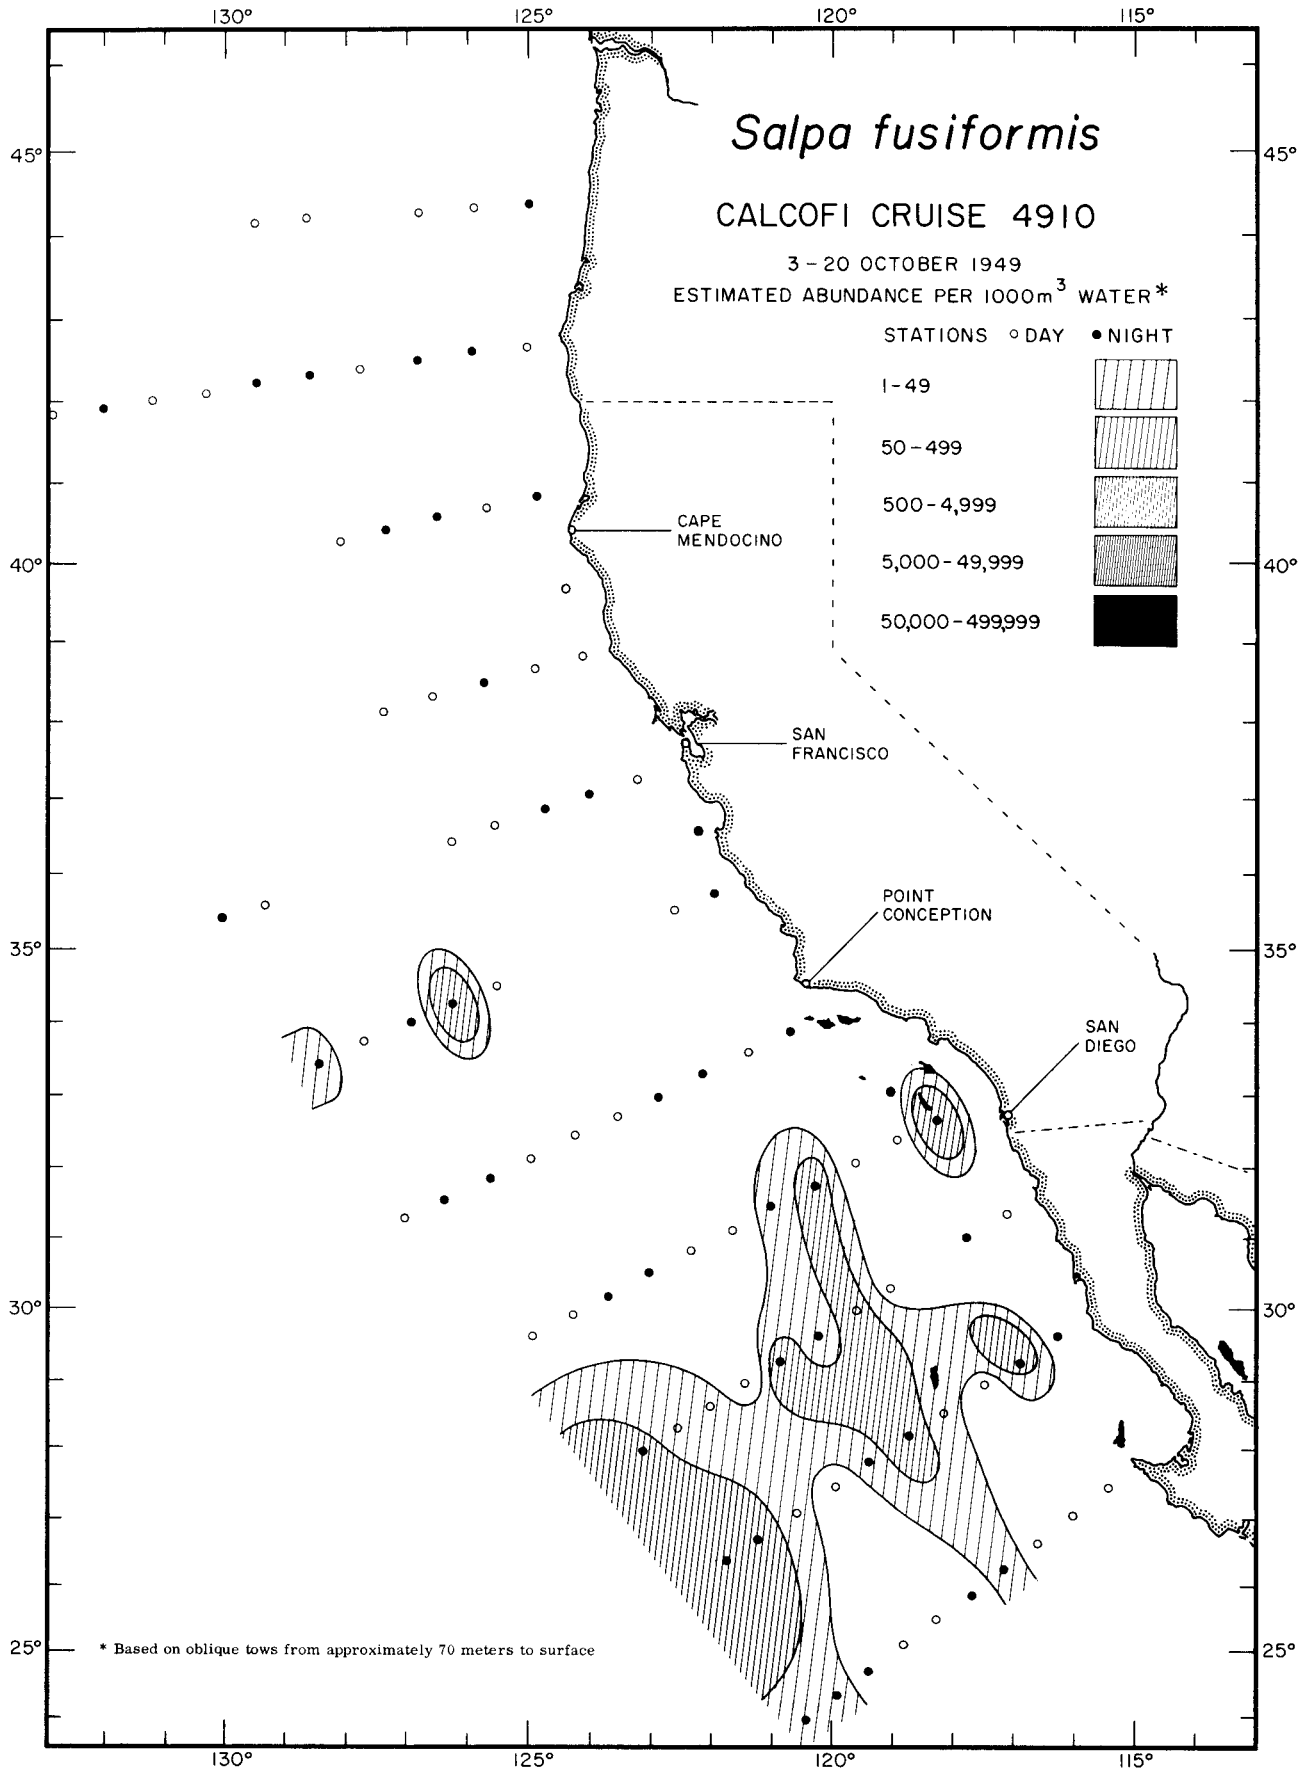 130° 125° 120° 115°
Salpa fusiformis
45° 45°
CALCOFI CRUISE 4910
3-20 OCTOBER 1949
ESTIMATED ABUNDANCE PER 1000m³ WATER*
STATIONS ○ DAY ● NIGHT
1-49
50-499
500-4,999
CAPE
MENDOCINO
5,000-49,999
40° 40°
50,000-499,999
SAN
FRANCISCO
POINT
CONCEPTION
35° 35°
SAN
DIEGO
30° 30°
25° 25°
* Based on oblique tows from approximately 70 meters to surface
130° 125° 120° 115°